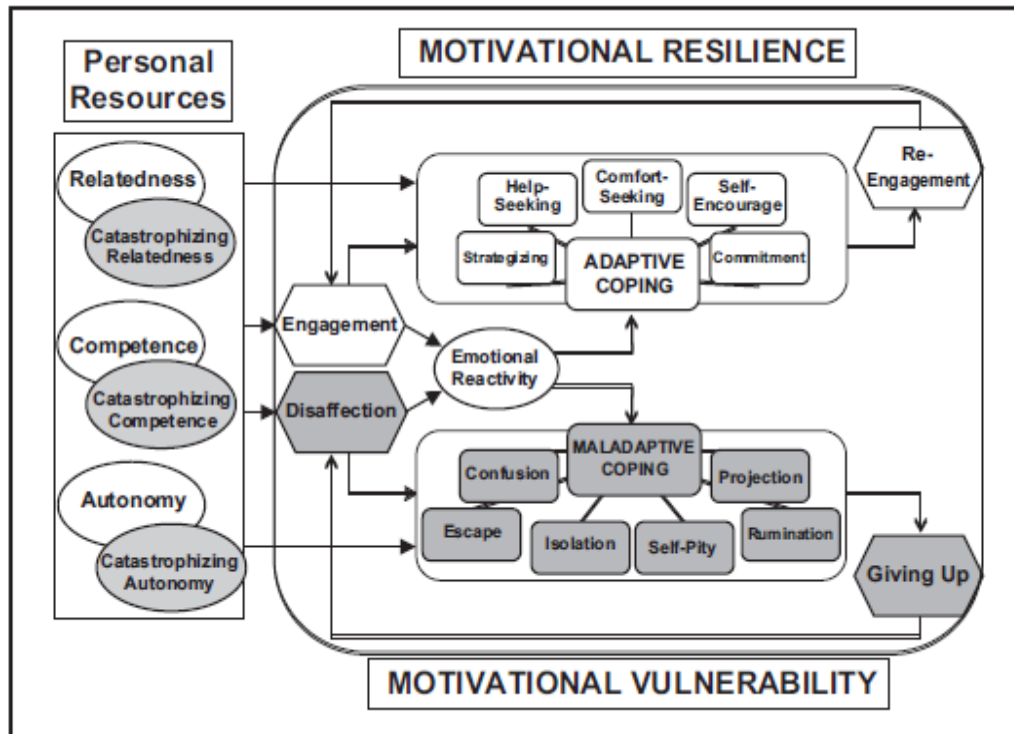 MOTIVATIONAL RESILIENCE
Personal
Resources
Relatedness
Catastrophizing
Relatedness
Competence
Catastrophizing
Competence
Autonomy
Catastrophizing
Autonomy
Engagement
Disaffection
Emotional
Reactivity
Help-
Seeking
Comfort-
Seeking
Self-
Encourage
Strategizing
ADAPTIVE
COPING
Commitment
Re-
Engagement
MALADAPTIVE
COPING
Confusion
Projection
Escape
Isolation
Self-Pity
Rumination
Giving Up
MOTIVATIONAL VULNERABILITY